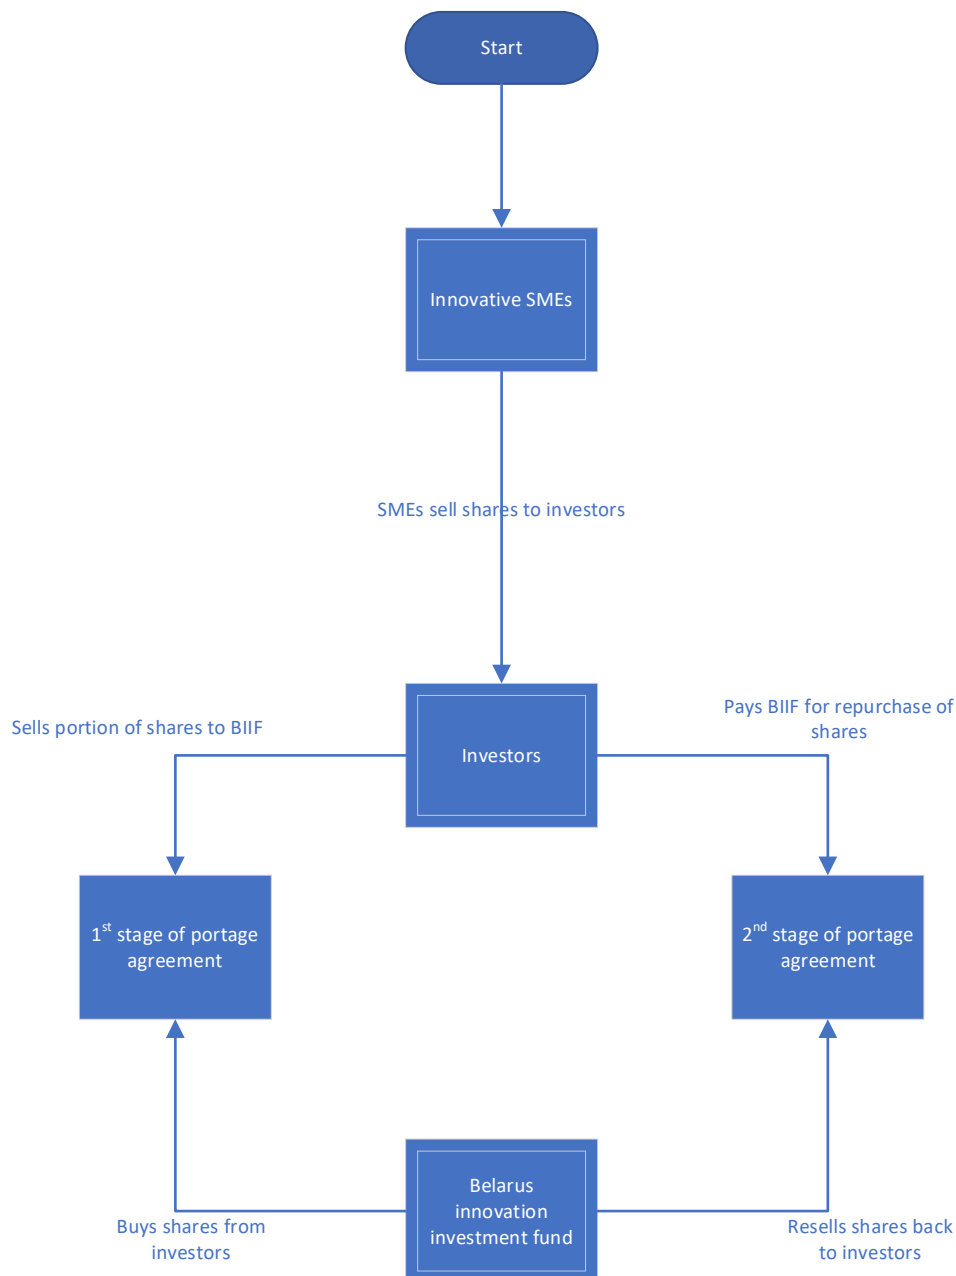 Start
Innovative SMEs
SMEs sell shares to investors
Sells portion of shares to BIIF
Pays BIIF for repurchase of
shares
Investors
1st stage of portage
agreement
2nd stage of portage
agreement
Belarus
innovation
investment fund
Buys shares from
investors
Resells shares back
to investors